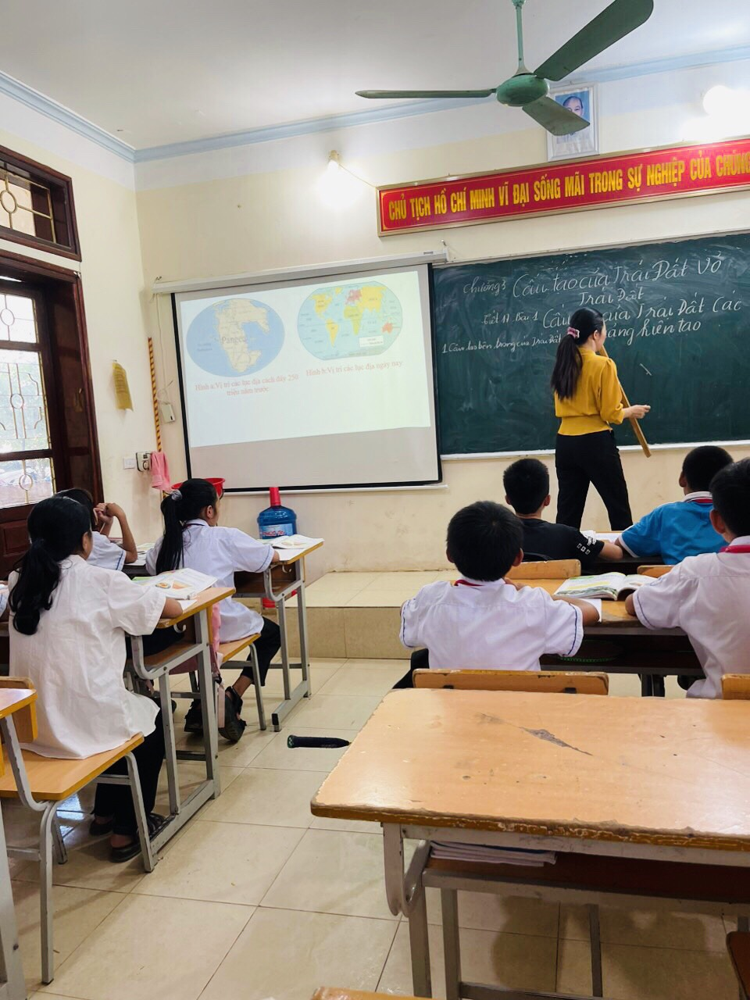 CHỦ TỊCH HỒ CHÍ MINH VĨ ĐẠI SỐNG MÃI TRONG SỰ NGHIỆP CỦA CHÚNG
Chương 3 Cấu tạo của Trái Đất Vỏ
Trái Đất
Tiết 17 Bài 1 Cấu của Trái Đất Các
mảng kiến tạo
1. Cấu tạo bên trong của Trái Đất
Pangea
Hình a: Vị trí các lục địa cách đây 250
triệu năm trước
Hình b: Vị trí các lục địa ngày nay